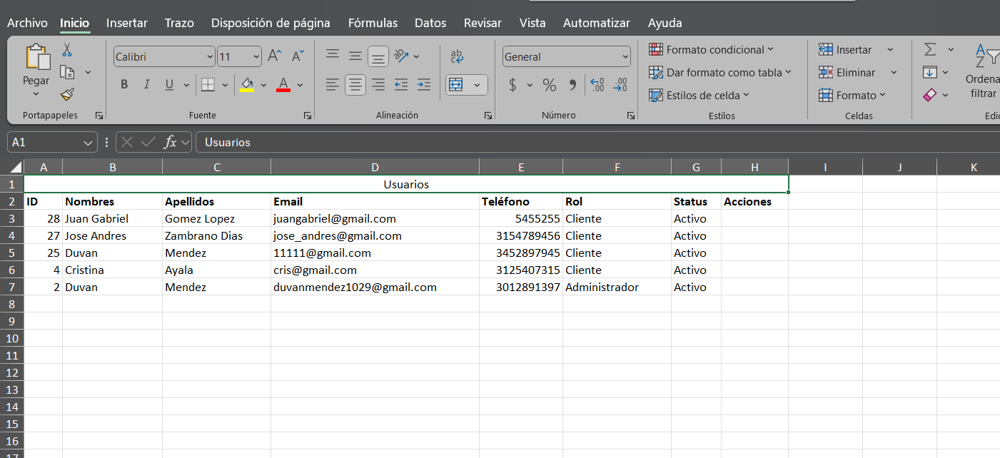 Archivo Inicio Insertar Trazo Disposición de página Fórmulas Datos Revisar Vista Automatizar Ayuda
Calibri 11 A A ab General Formato condicional Insertar Σ A
Pegar c Z Ordena
N K S A $ % 000 Dar formato como tabla Eliminar filtrar
Estilos de celda Formato
Portapapeles Fuente Alineación Número Estilos Celdas Edic
A1 fx Usuarios
A B C D E F G H I J K
1 Usuarios
2 ID Nombres Apellidos Email Teléfono Rol Status Acciones
3 28 Juan Gabriel Gomez Lopez juangabriel@gmail.com 5455255 Cliente Activo
4 27 Jose Andres Zambrano Dias jose_andres@gmail.com 3154789456 Cliente Activo
5 25 Duvan Mendez 11111@gmail.com 3452897945 Cliente Activo
6 4 Cristina Ayala cris@gmail.com 3125407315 Cliente Activo
7 2 Duvan Mendez duvanmendez1029@gmail.com 3012891397 Administrador Activo
8
9
10
11
12
13
14
15
16
17